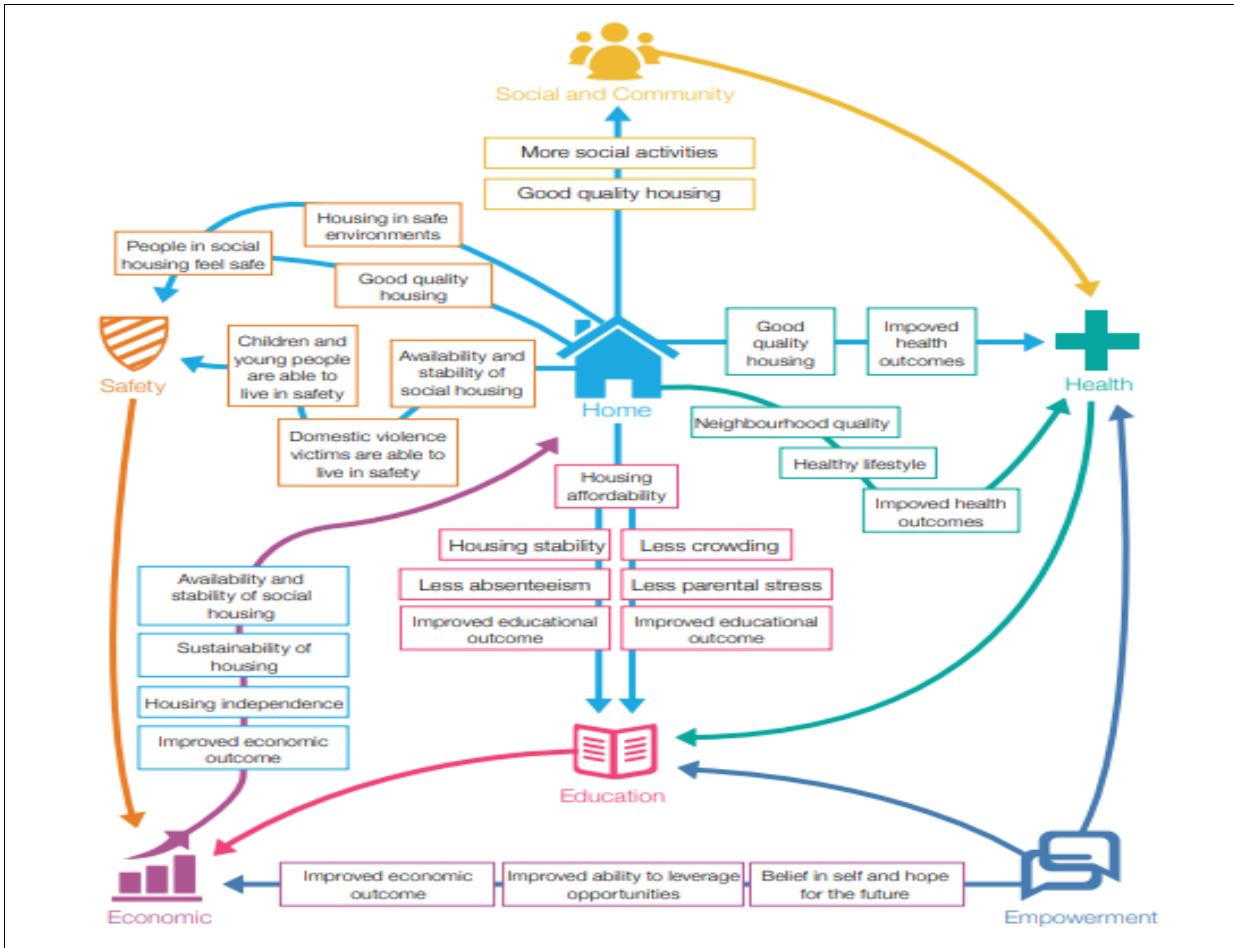 Social and Community
More social activities
Good quality housing
Housing in safe
environments
People in social
housing feel safe
Good quality
housing
Safety
Children and
young people
are able to
live in safety
Availability and
stability of
social housing
Domestic violence
victims are able to
live in safety
Home
Good
quality
housing
Impoved
health
outcomes
Health
Neighbourhood quality
Healthy lifestyle
Impoved health
outcomes
Housing
affordability
Housing stability
Less crowding
Less absenteeism
Less parental stress
Improved educational
outcome
Improved educational
outcome
Availability and
stability of social
housing
Sustainability of
housing
Housing independence
Improved economic
outcome
Education
Economic
Improved economic
outcome
Improved ability to leverage
opportunities
Belief in self and hope
for the future
Empowerment